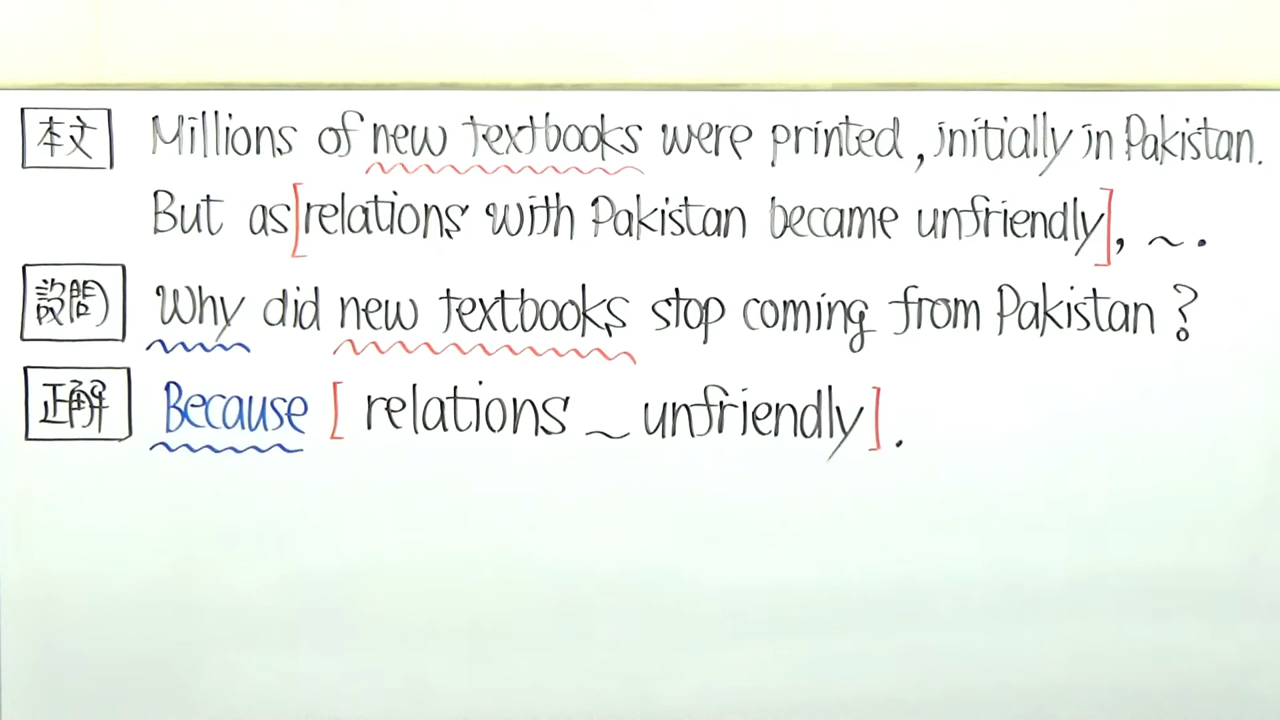 本文 Millions of new textbooks were printed, initially in Pakistan.
But as [relations with Pakistan became unfriendly], ~.
設問 Why did new textbooks stop coming from Pakistan?
正解 Because [relations ~ unfriendly].